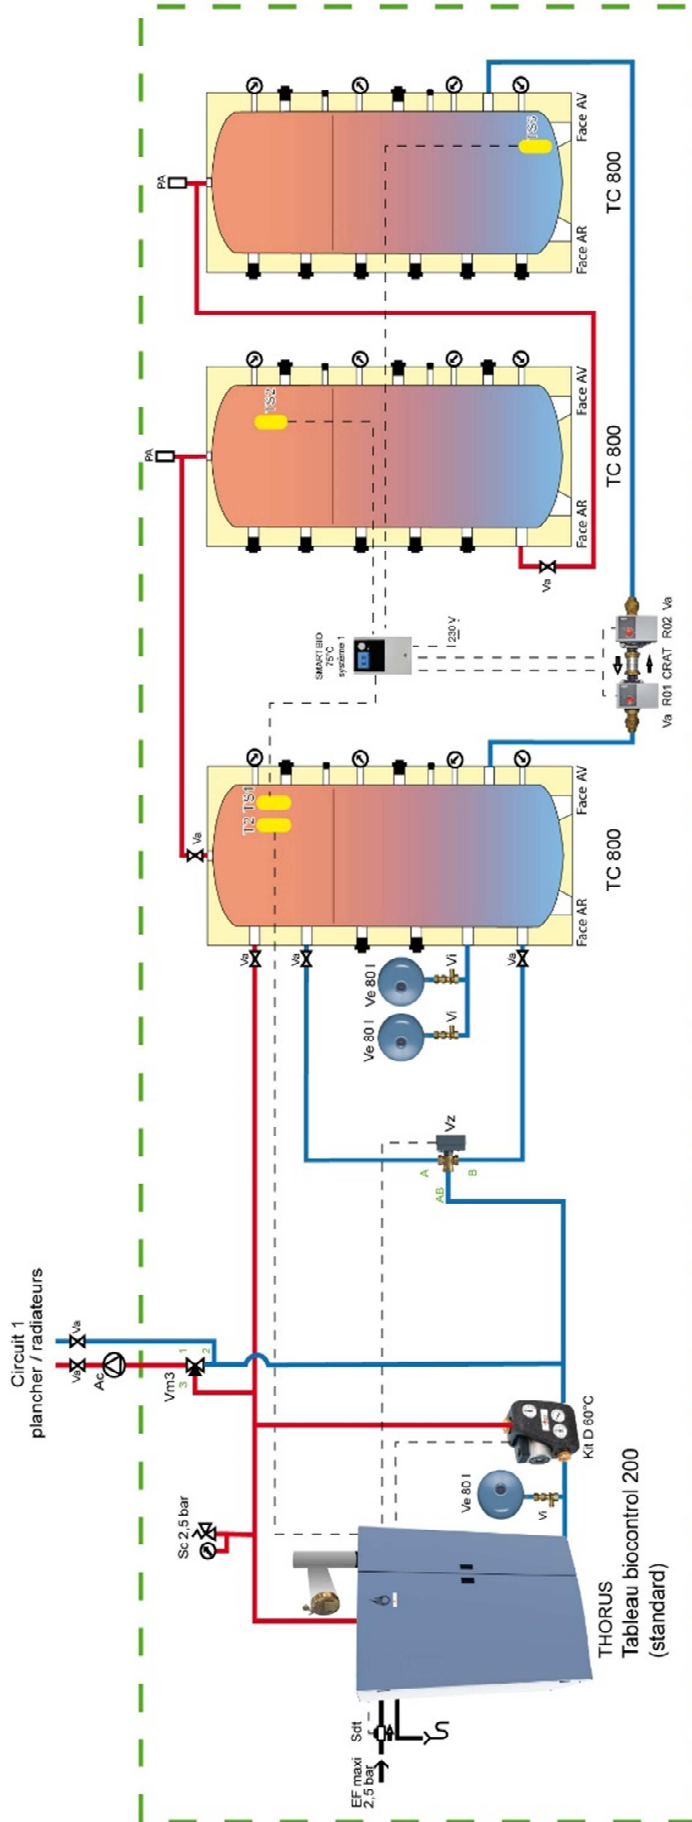 Circuit 1
plancher / radiateurs
Va
Va
Ac
Vm3
1
2
3
Sc 2,5 bar
EF maxi
2,5 bar
Sdt
THORUS
Tableau biocontrol 200
(standard)
Ve 80 l
Vi
Kit D 60°C
AB
A
B
Vz
Ve 80 l
Vi
Ve 80 l
Vi
Va
Va
Va
Va
T2
TS1
Face AR
Face AV
TC 800
SMART BIO
75°C
système 1
230 V
Va
R01
CRAT
R02
Va
PA
TS2
Va
Face AR
Face AV
TC 800
PA
TS3
Face AR
Face AV
TC 800